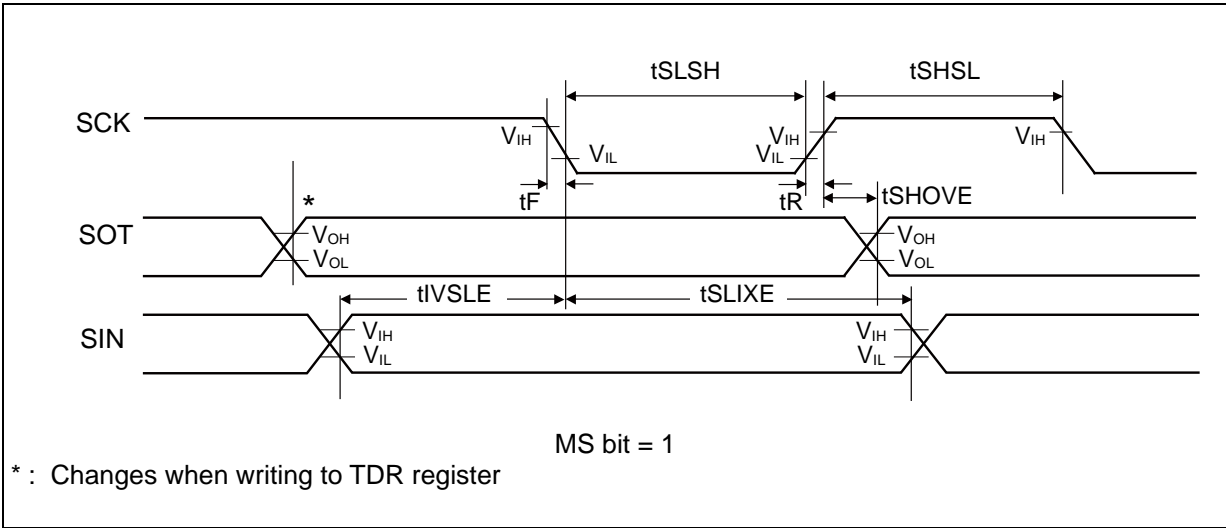 tSLSH tSHSL
SCK
VIH VIL VIH VIL VIH
tF tR tSHOVE
*
SOT
VOH VOH
VOL VOL
tIVSLE tSLIXE
SIN
VIH VIH
VIL VIL
MS bit = 1
* : Changes when writing to TDR register